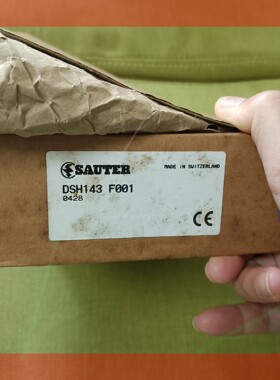 SAUTER
MADE IN SWITZERLAND
DSH143 F001
0428
CE